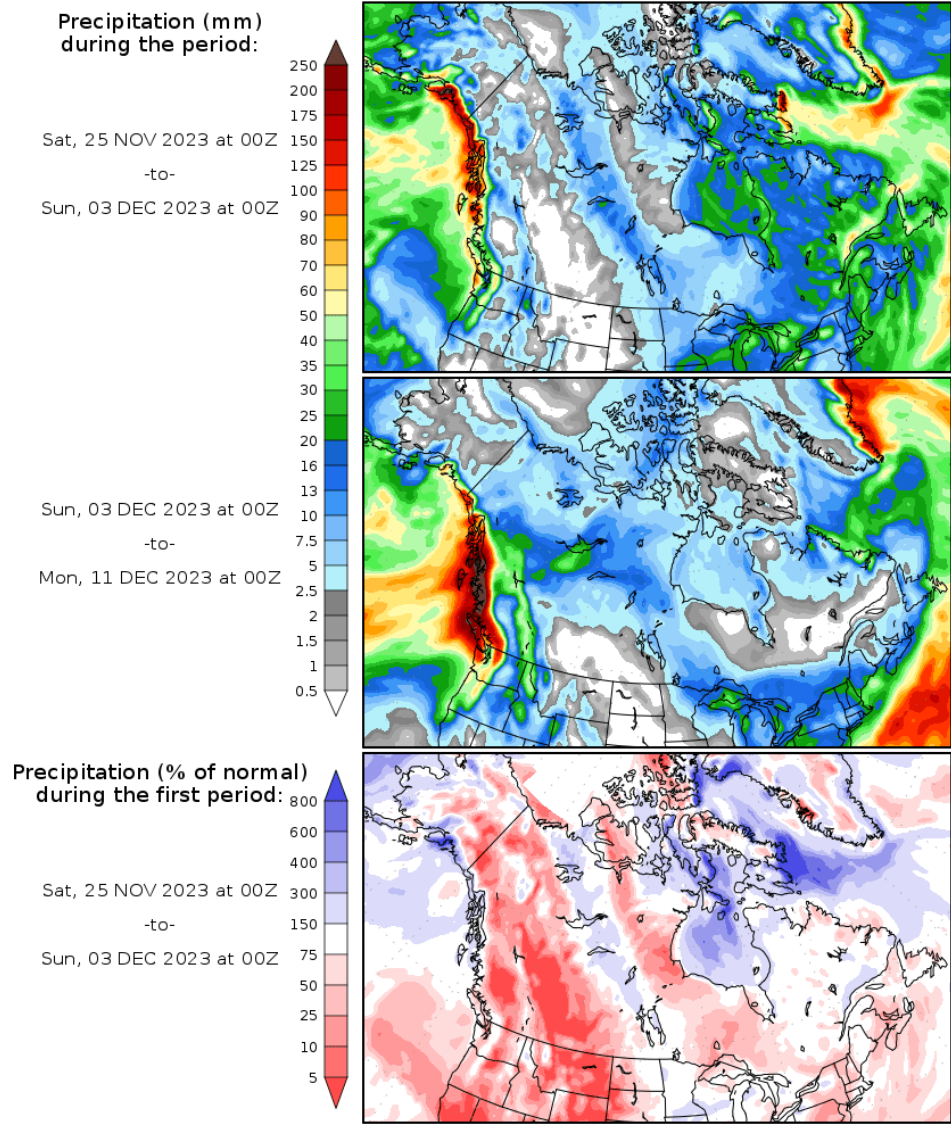 Precipitation (mm)
during the period:
250
200
175
150
125
100
90
80
70
60
50
40
35
30
25
20
16
13
10
7.5
5
2.5
2
1.5
1
0.5
Sat, 25 NOV 2023 at 00Z
-to-
Sun, 03 DEC 2023 at 00Z
Sun, 03 DEC 2023 at 00Z
-to-
Mon, 11 DEC 2023 at 00Z
Precipitation (% of normal)
during the first period:
800
600
400
300
150
75
50
25
10
5
Sat, 25 NOV 2023 at 00Z
-to-
Sun, 03 DEC 2023 at 00Z